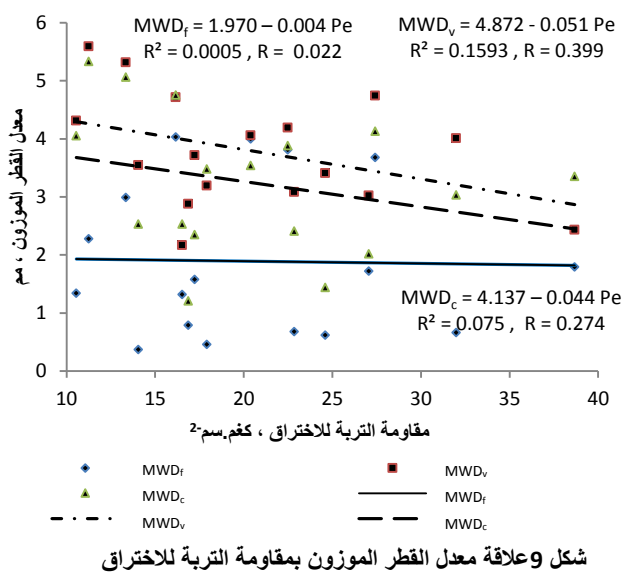 MWDf = 1.970 – 0.004 Pe
R² = 0.0005 , R = 0.022
MWDv = 4.872 - 0.051 Pe
R² = 0.1593 , R = 0.399
6
5
4
3
2
1
0
معدل القطر الموزون ، مم
MWDc = 4.137 – 0.044 Pe
R² = 0.075 , R = 0.274
10 15 20 25 30 35 40
مقاومة التربة للاختراق ، كغم.سم-²
MWDf MWDv
MWDc MWDf
MWDv MWDc
شكل 9علاقة معدل القطر الموزون بمقاومة التربة للاختراق